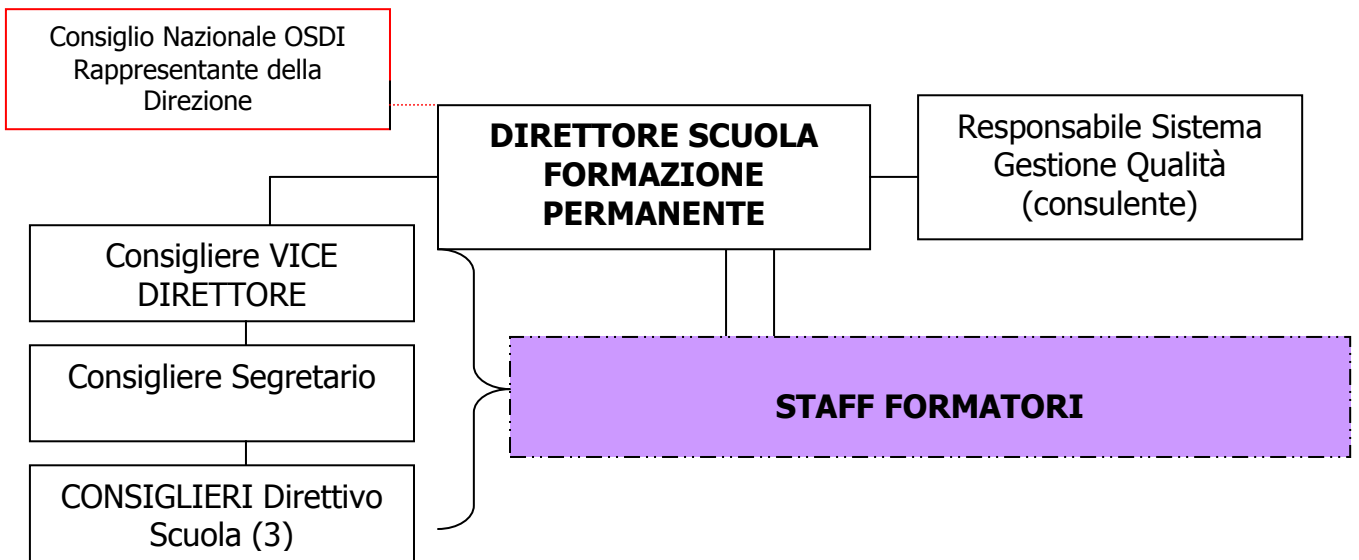 Consiglio Nazionale OSDI
Rappresentante della
Direzione
DIRETTORE SCUOLA
FORMAZIONE
PERMANENTE
Responsabile Sistema
Gestione Qualità
(consulente)
Consigliere VICE
DIRETTORE
Consigliere Segretario
STAFF FORMATORI
CONSIGLIERI Direttivo
Scuola (3)